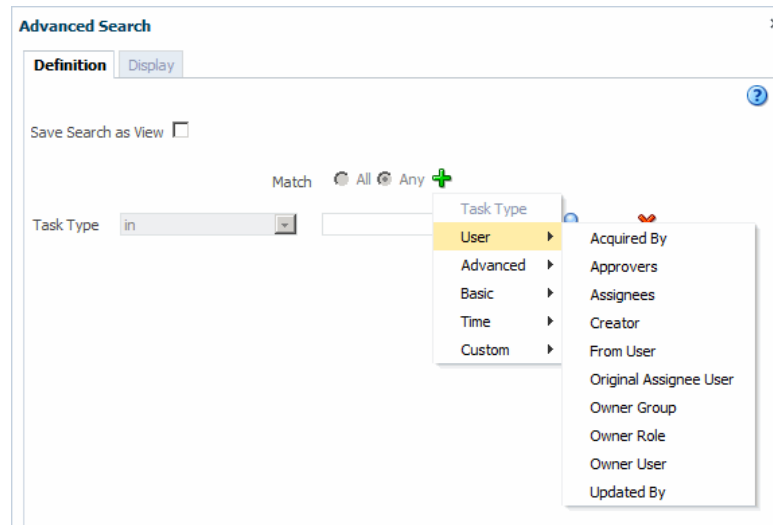 Advanced Search
Definition Display
?
Save Search as View
Match All Any
Task Type in
Task Type
User
Advanced
Basic
Time
Custom
Acquired By
Approvers
Assignees
Creator
From User
Original Assignee User
Owner Group
Owner Role
Owner User
Updated By